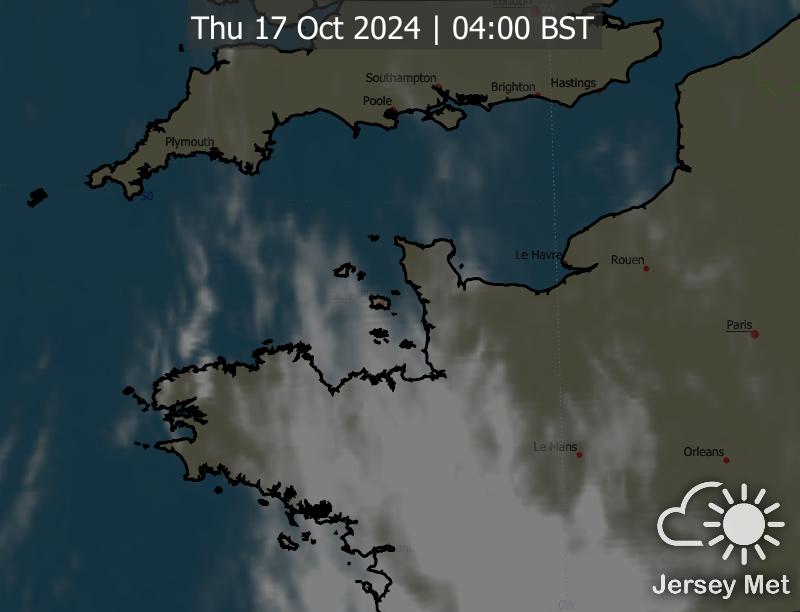 London
0W
Thu 17 Oct 2024 | 04:00 BST
Southampton
Brighton
Hastings
Poole
Plymouth
50
Le Havre
Rouen
Paris
Le Mans
Orleans
Jersey Met
0W